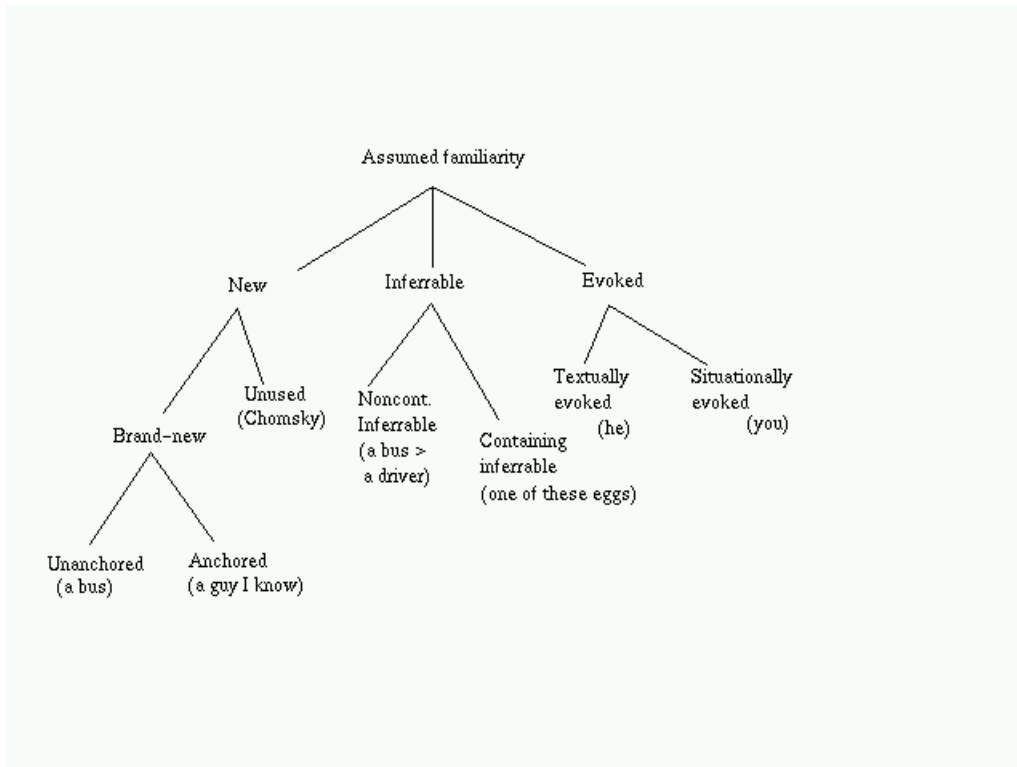 Assumed familiarity
New
Inferrable
Evoked
Brand-new
Unused
(Chomsky)
Noncont.
Inferrable
(a bus >
a driver)
Containing
inferrable
(one of these eggs)
Textually
evoked
(he)
Situationally
evoked
(you)
Unanchored
(a bus)
Anchored
(a guy I know)